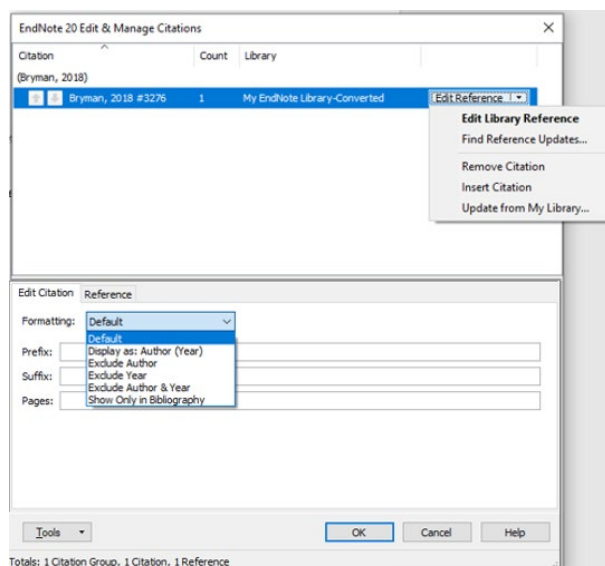 EndNote 20 Edit & Manage Citations
Citation Count Library
(Bryman, 2018)
Bryman, 2018 #3276 1 My EndNote Library-Converted Edit Reference
Edit Library Reference
Find Reference Updates...
Remove Citation
Insert Citation
Update from My Library...
Edit Citation Reference
Formatting: Default
Default
Display as: Author (Year)
Exclude Author
Exclude Year
Exclude Author & Year
Show Only in Bibliography
Prefix:
Suffix:
Pages:
Tools OK Cancel Help
Totals: 1 Citation Group, 1 Citation, 1 Reference